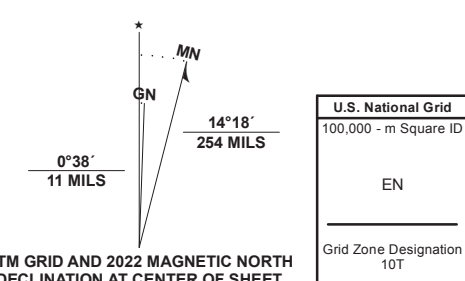 ★
MN
GN
14°18´
254 MILS
0°38´
11 MILS
TM GRID AND 2022 MAGNETIC NORTH
DECLINATION AT CENTER OF SHEET
U.S. National Grid
100,000 - m Square ID
EN
Grid Zone Designation
10T